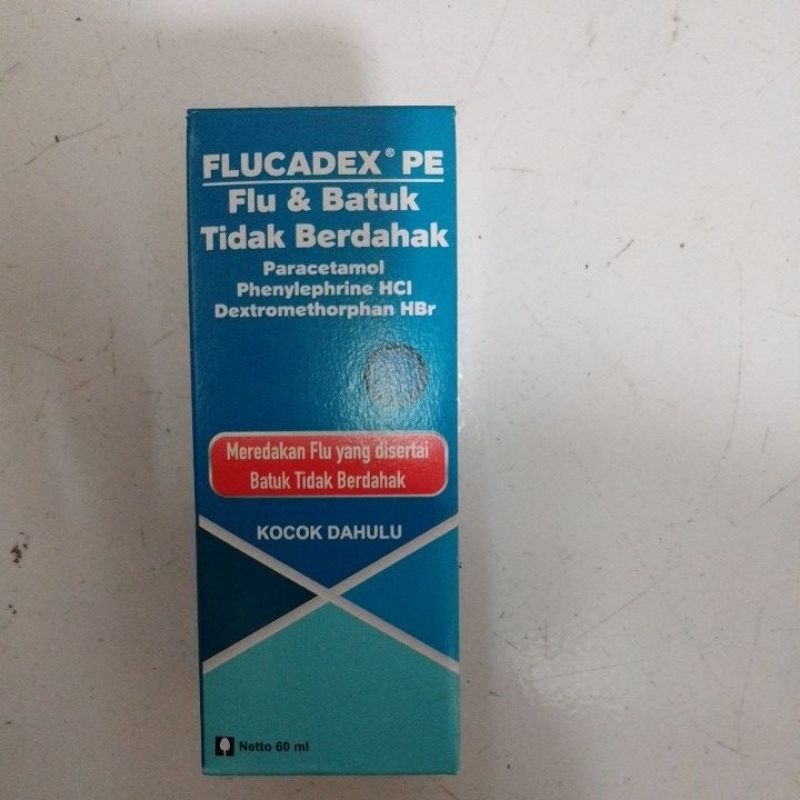 FLUCADEX® PE
Flu & Batuk
Tidak Berdahak
Paracetamol
Phenylephrine HCl
Dextromethorphan HBr
Meredakan Flu yang disertai
Batuk Tidak Berdahak
KOCOK DAHULU
Netto 60 ml